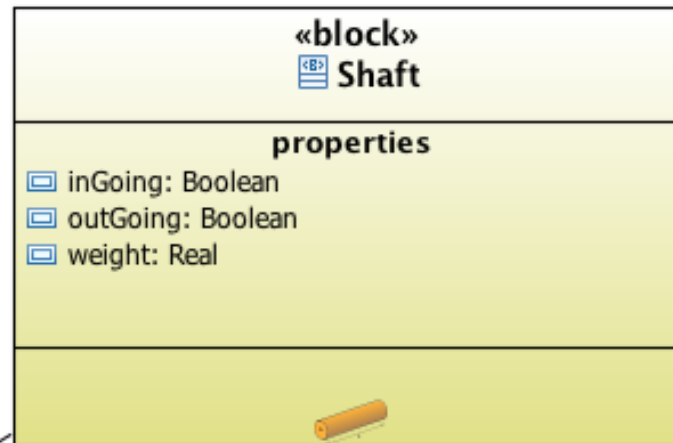 «block»
Shaft
properties
inGoing: Boolean
outGoing: Boolean
weight: Real